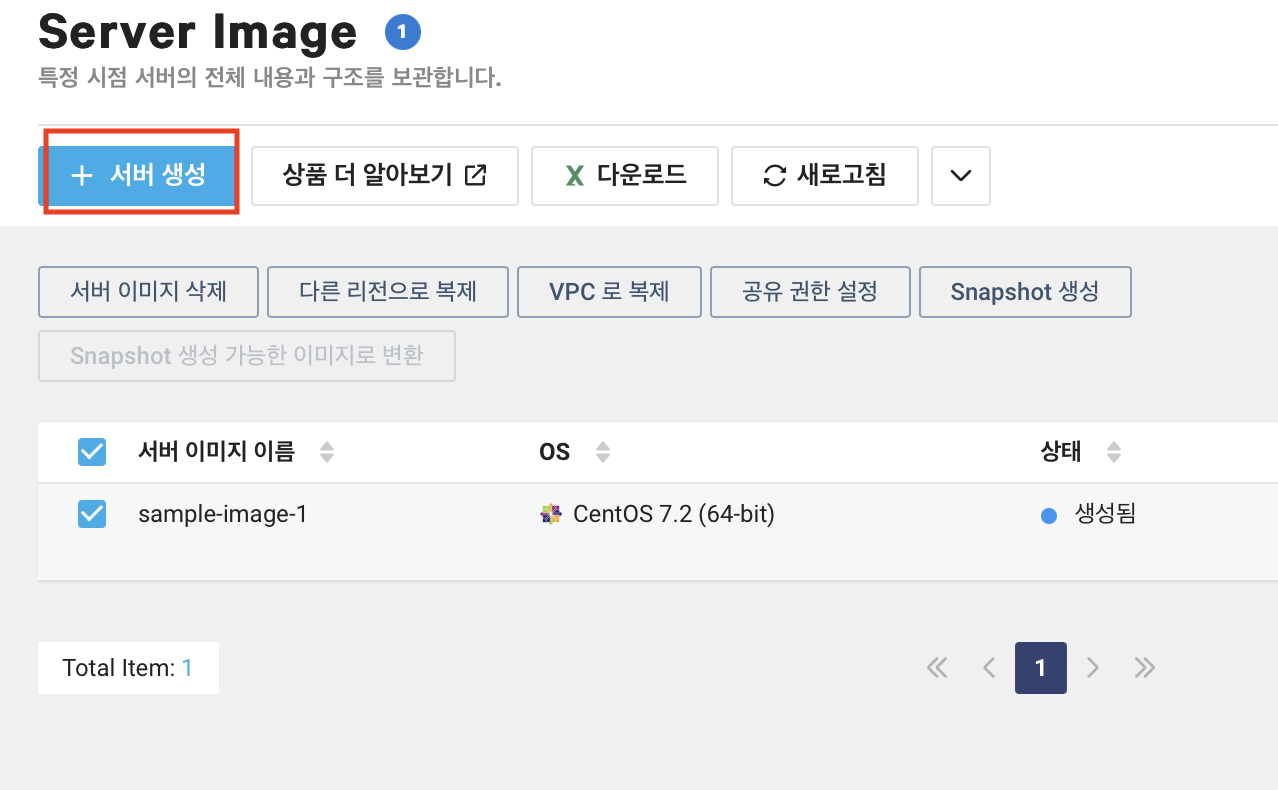 Server Image 1
특정 시점 서버의 전체 내용과 구조를 보관합니다.
+ 서버 생성 상품 더 알아보기 다운로드 새로고침
서버 이미지 삭제 다른 리전으로 복제 VPC 로 복제 공유 권한 설정 Snapshot 생성
Snapshot 생성 가능한 이미지로 변환
서버 이미지 이름 OS 상태
sample-image-1 CentOS 7.2 (64-bit) 생성됨
Total Item: 1 1